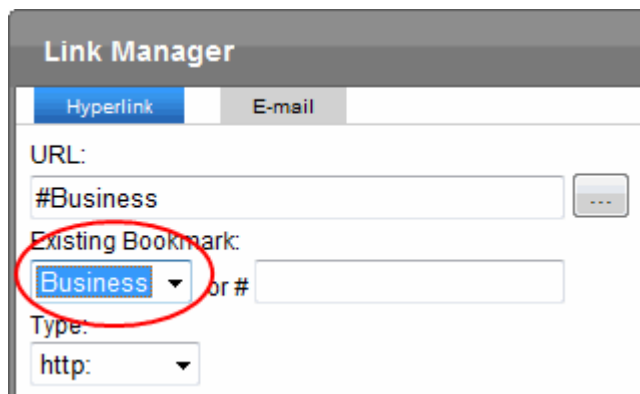 Link Manager
Hyperlink E-mail
URL:
#Business ...
Existing Bookmark:
Business or #
Type:
http: